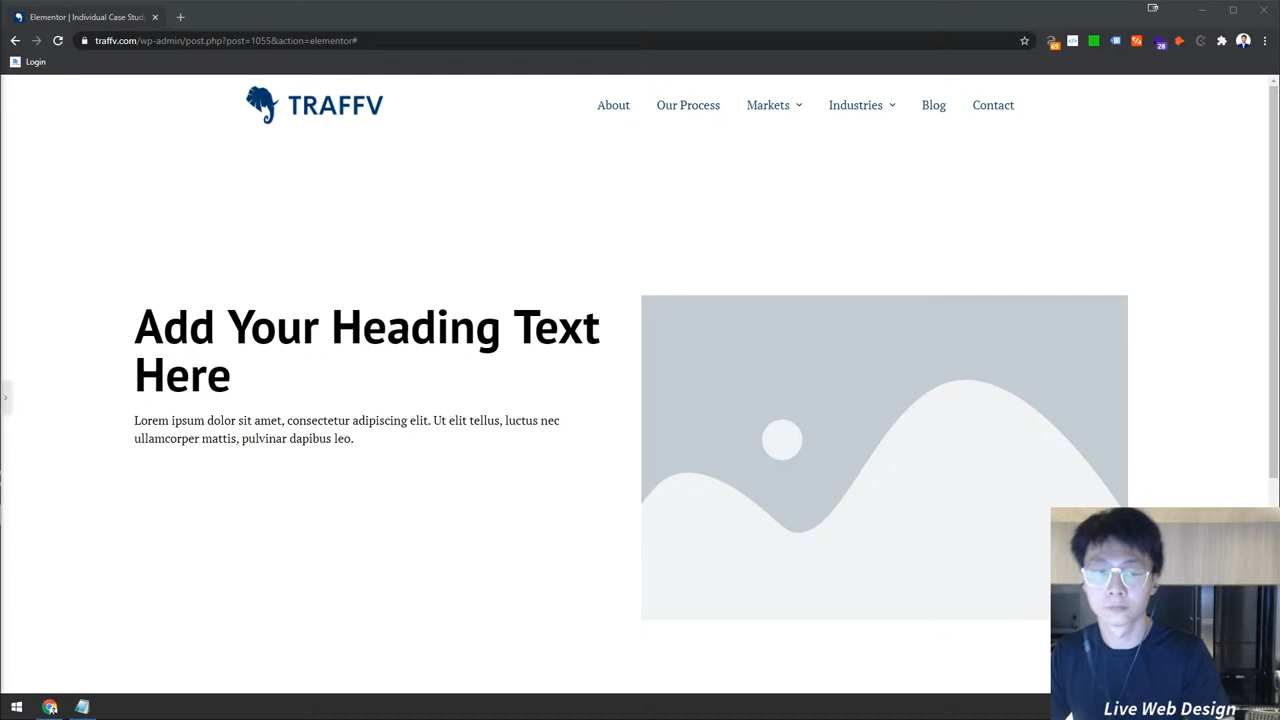 Elementor | Individual Case Stud
traffv.com/wp-admin/post.php?post=1055&action=elementor#
69
28
Login
TRAFFV
About
Our Process
Markets
Industries
Blog
Contact
Add Your Heading Text
Here
Lorem ipsum dolor sit amet, consectetur adipiscing elit. Ut elit tellus, luctus nec
ullamcorper mattis, pulvinar dapibus leo.
Live Web Design